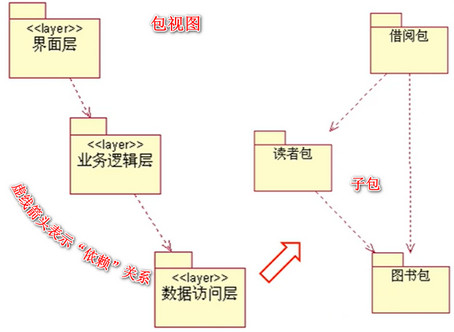 包视图
<<layer>>
界面层
借阅包
<<layer>>
业务逻辑层
读者包
子包
虚线箭头表示“依赖”关系
<<layer>>
数据访问层
图书包